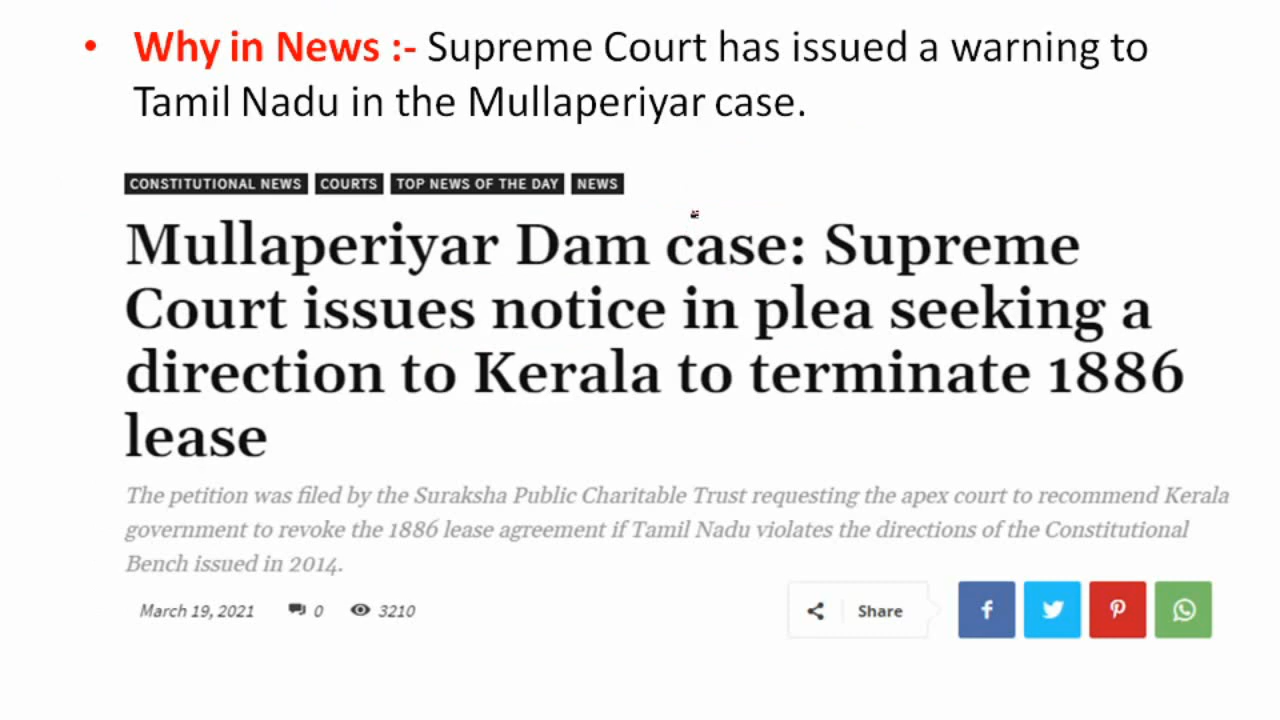 • Why in News :- Supreme Court has issued a warning to
Tamil Nadu in the Mullaperiyar case.
CONSTITUTIONAL NEWS COURTS TOP NEWS OF THE DAY NEWS
Mullaperiyar Dam case: Supreme
Court issues notice in plea seeking a
direction to Kerala to terminate 1886
lease
The petition was filed by the Suraksha Public Charitable Trust requesting the apex court to recommend Kerala
government to revoke the 1886 lease agreement if Tamil Nadu violates the directions of the Constitutional
Bench issued in 2014.
March 19, 2021 0 3210 Share